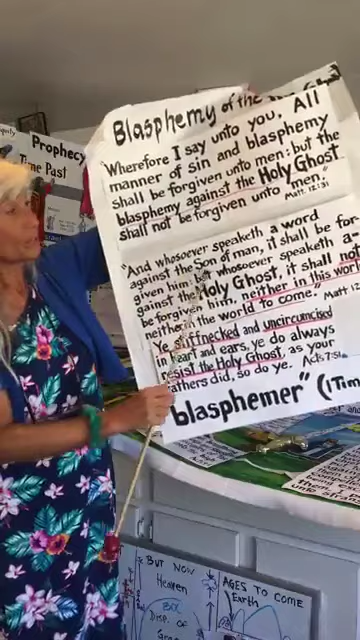 Blasphemy of the
"Wherefore I say unto you, All
manner of sin and blasphemy
shall be forgiven unto men: but the
blasphemy against the Holy Ghost
shall not be forgiven unto men."
Matt 12:31
"And whosoever speaketh a word
against the Son of man, it shall be for-
given him: but whosoever speaketh a-
against the Holy Ghost, it shall not
be forgiven him, neither in this world
neither in the world to come." Matt 12
Ye stiffnecked and uncircumcised
in heart and ears, ye do always
resist the Holy Ghost, as your
fathers did, so do ye. Acts 7:51
blasphemer" (1Tim
Prophecy
Time Past
BUT NOW
Heaven
DISP. OF
AGES TO COME
Earth